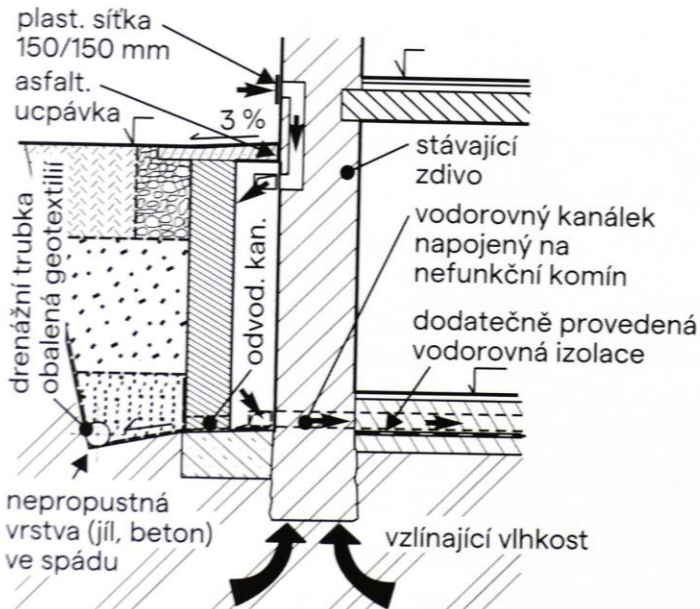 plast. síťka
150/150 mm
asfalt.
ucpávka
3 %
stávající
zdivo
vodorovný kanálek
napojený na
nefunkční komín
drenážní trubka
obalená geotextilií
odvod. kan.
dodatečně provedená
vodorovná izolace
nepropustná
vrstva (jíl, beton)
ve spádu
vzlínající vlhkost